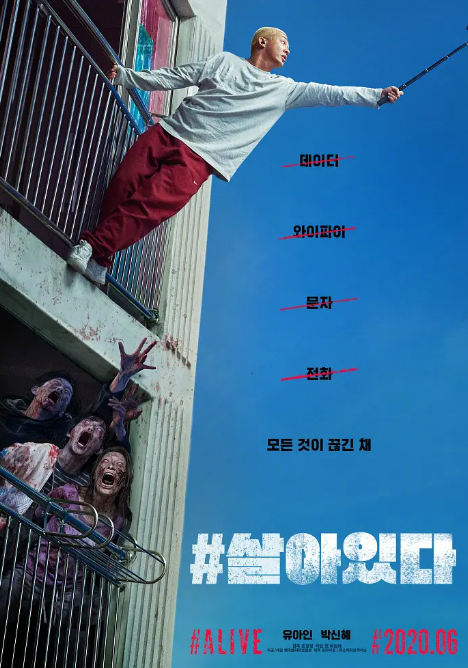 데이터
와이파이
문자
전화
모든 것이 끊긴 채
#살아있다
#ALIVE
유아인 박신혜
#2020.06